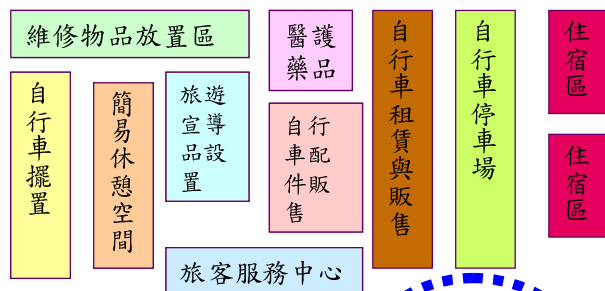 維修物品放置區
醫護
藥品
自行車租賃與販售
自行車停車場
住宿區
自行車擺置
簡易休憩空間
旅遊
宣導
品設
置
自行
車配
件販
售
住宿區
旅客服務中心